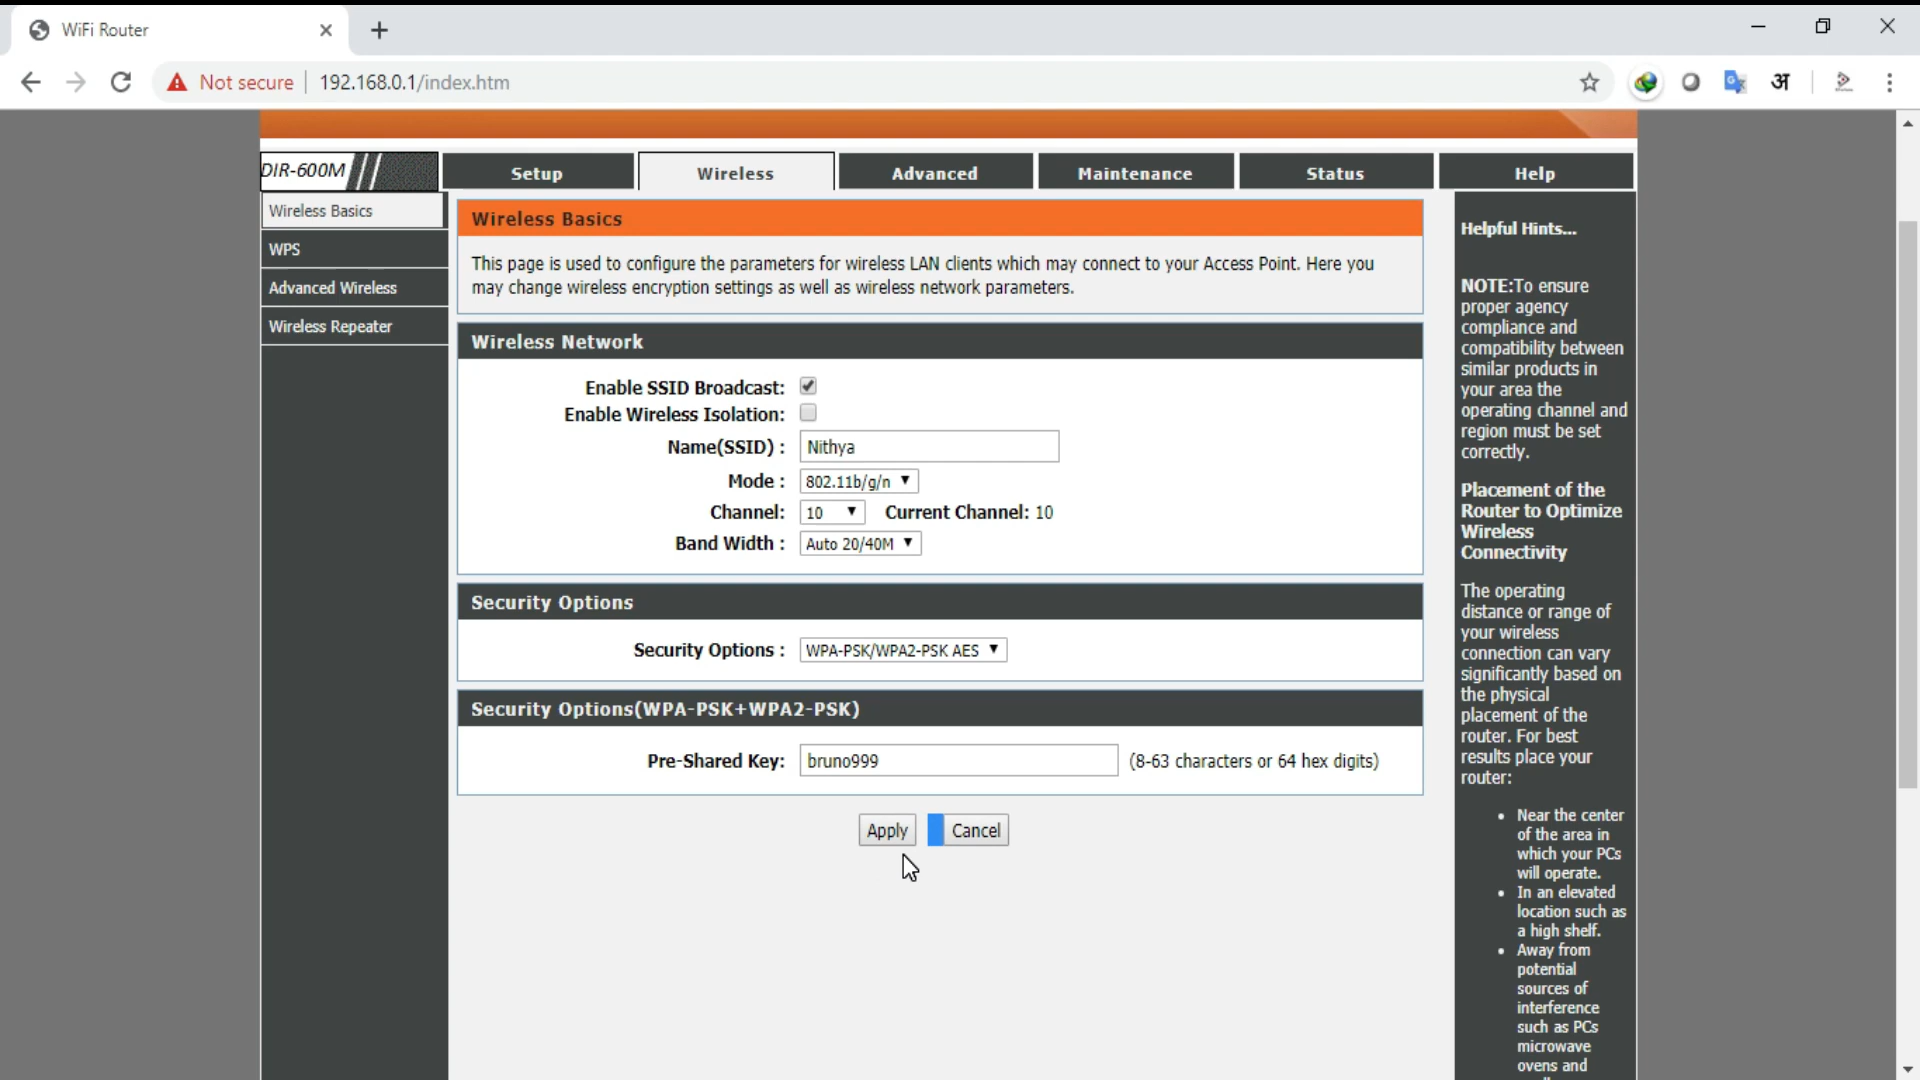 WiFi Router
Not secure
192.168.0.1/index.htm
अ
DIR-600M
Setup
Wireless
Advanced
Maintenance
Status
Help
Wireless Basics
WPS
Advanced Wireless
Wireless Repeater
Wireless Basics
This page is used to configure the parameters for wireless LAN clients which may connect to your Access Point. Here you
may change wireless encryption settings as well as wireless network parameters.
Wireless Network
Enable SSID Broadcast:
Enable Wireless Isolation:
Name(SSID) : Nithya
Mode : 802.11b/g/n
Channel: 10 Current Channel: 10
Band Width : Auto 20/40M
Security Options
Security Options : WPA-PSK/WPA2-PSK AES
Security Options(WPA-PSK+WPA2-PSK)
Pre-Shared Key: bruno999 (8-63 characters or 64 hex digits)
Apply Cancel
Helpful Hints...
NOTE:To ensure
proper agency
compliance and
compatibility between
similar products in
your area the
operating channel and
region must be set
correctly.
Placement of the
Router to Optimize
Wireless
Connectivity
The operating
distance or range of
your wireless
connection can vary
significantly based on
the physical
placement of the
router. For best
results place your
router:
Near the center
of the area in
which your PCs
will operate.
In an elevated
location such as
a high shelf.
Away from
potential
sources of
interference
such as PCs
microwave
ovens and